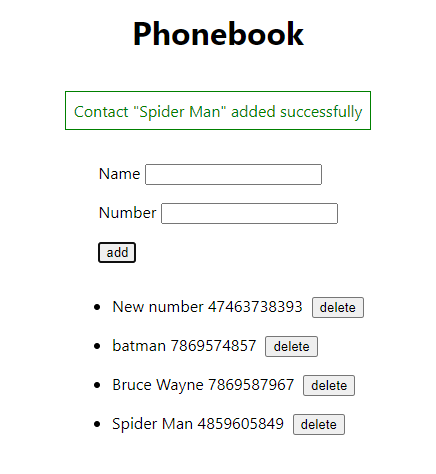 Phonebook
Contact "Spider Man" added successfully
Name
Number
add
New number 47463738393 delete
batman 7869574857 delete
Bruce Wayne 7869587967 delete
Spider Man 4859605849 delete